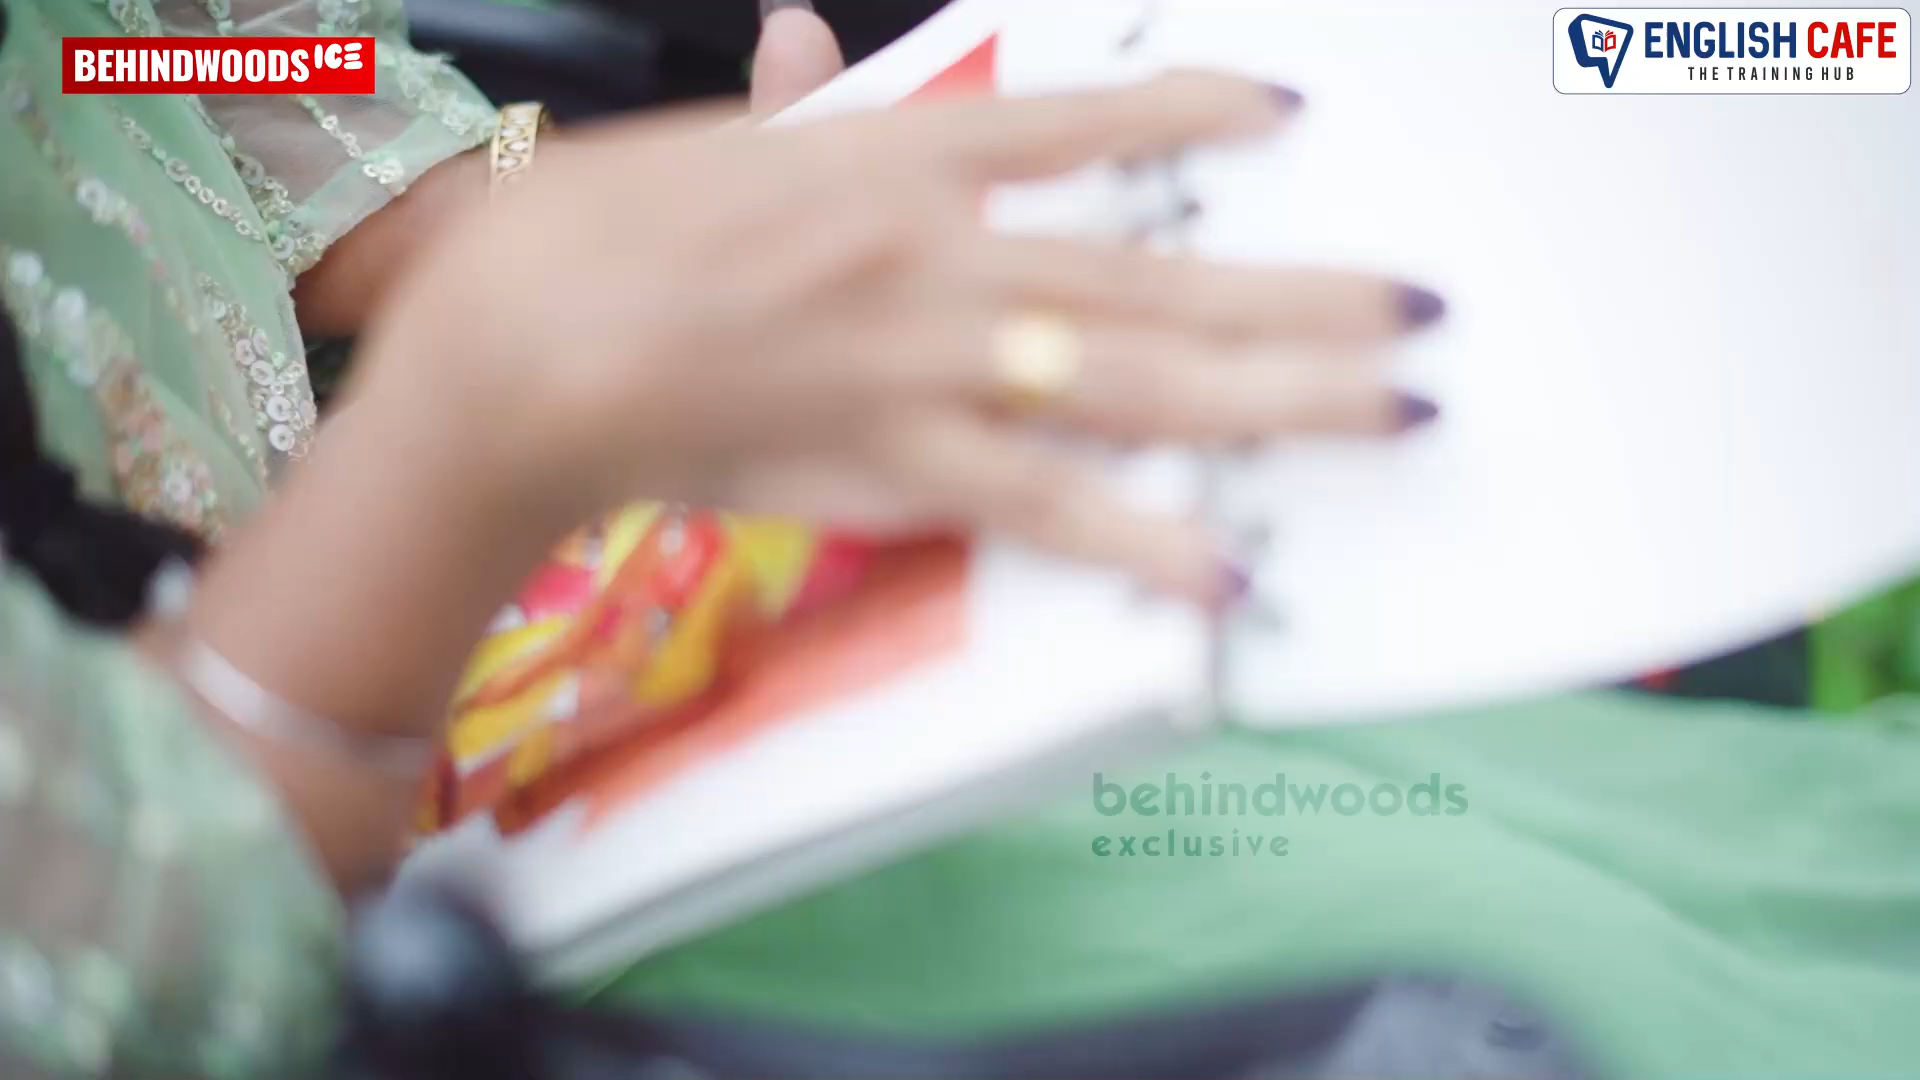 BEHINDWOODS ICE
ENGLISH CAFE
THE TRAINING HUB
behindwoods
exclusive